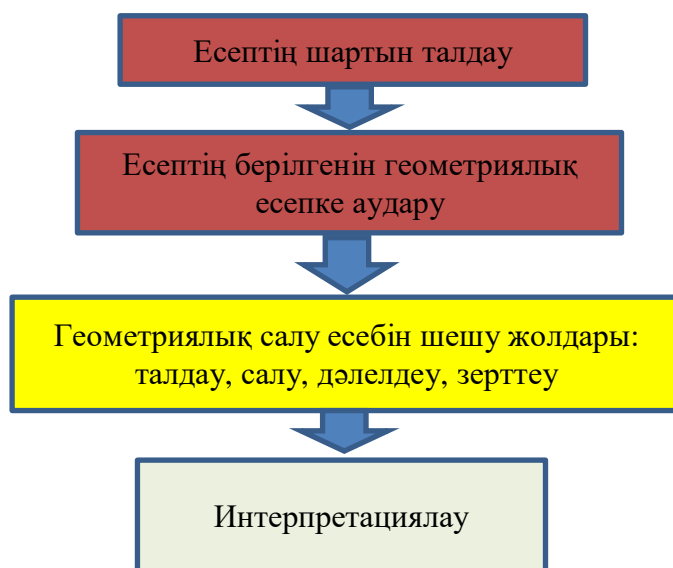 Есептің шартын талдау
Есептің берілгенін геометриялық
есепке аудару
Геометриялық салу есебін шешу жолдары:
талдау, салу, дәлелдеу, зерттеу
Интерпретациялау